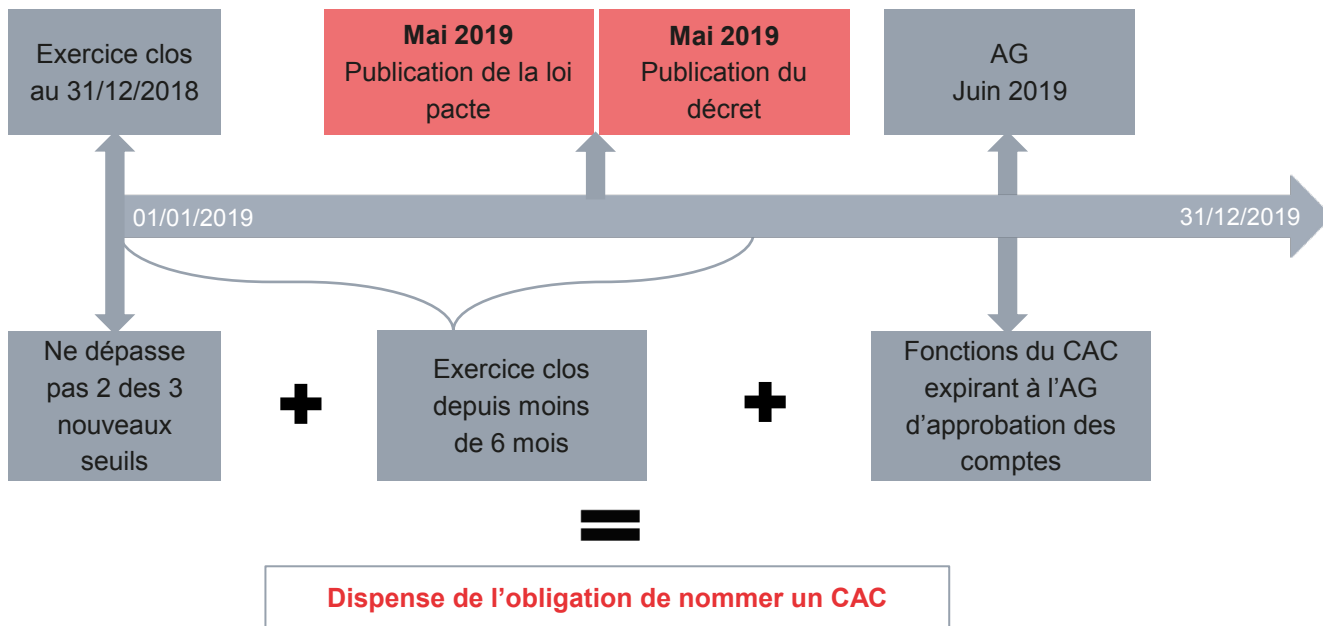 Exercice clos
au 31/12/2018
Mai 2019
Publication de la loi
pacte
Mai 2019
Publication du
décret
AG
Juin 2019
01/01/2019
31/12/2019
Ne dépasse
pas 2 des 3
nouveaux
seuils
+
Exercice clos
depuis moins
de 6 mois
+
Fonctions du CAC
expirant à l’AG
d’approbation des
comptes
=
Dispense de l’obligation de nommer un CAC